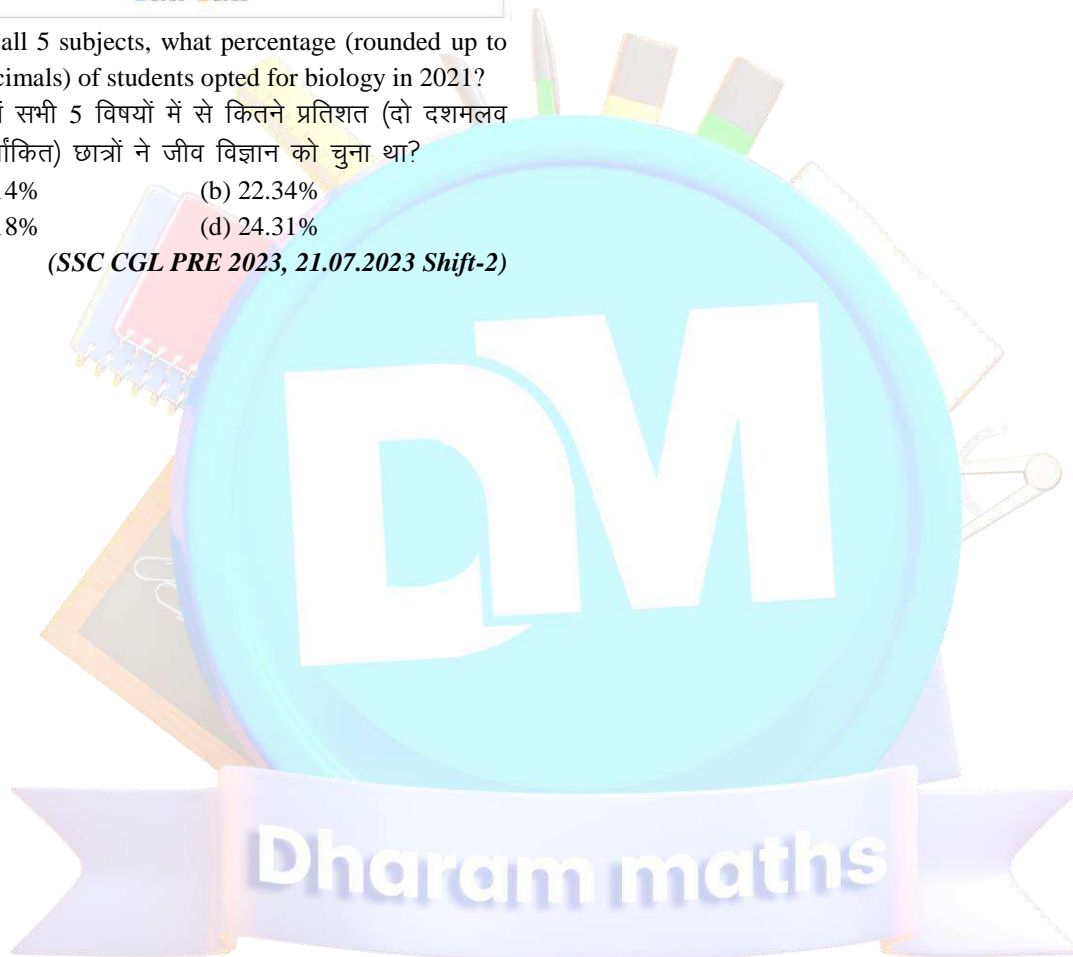 all 5 subjects, what percentage (rounded up to
cimals) of students opted for biology in 2021?
सभी 5 विषयों में से कितने प्रतिशत (दो दशमलव
छात्रों ने जीव विज्ञान को चुना था?
4% (b) 22.34%
8% (d) 24.31%
(SSC CGL PRE 2023, 21.07.2023 Shift-2)
DM
Dharam maths